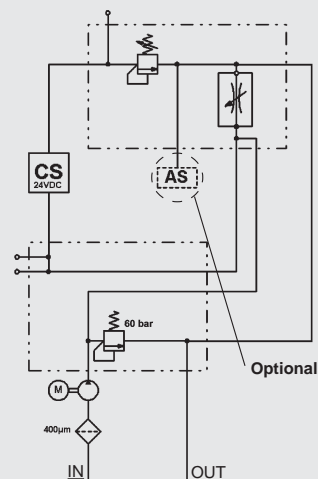 CS
24VDC
AS
60 bar
Optional
M
400µm
IN
OUT